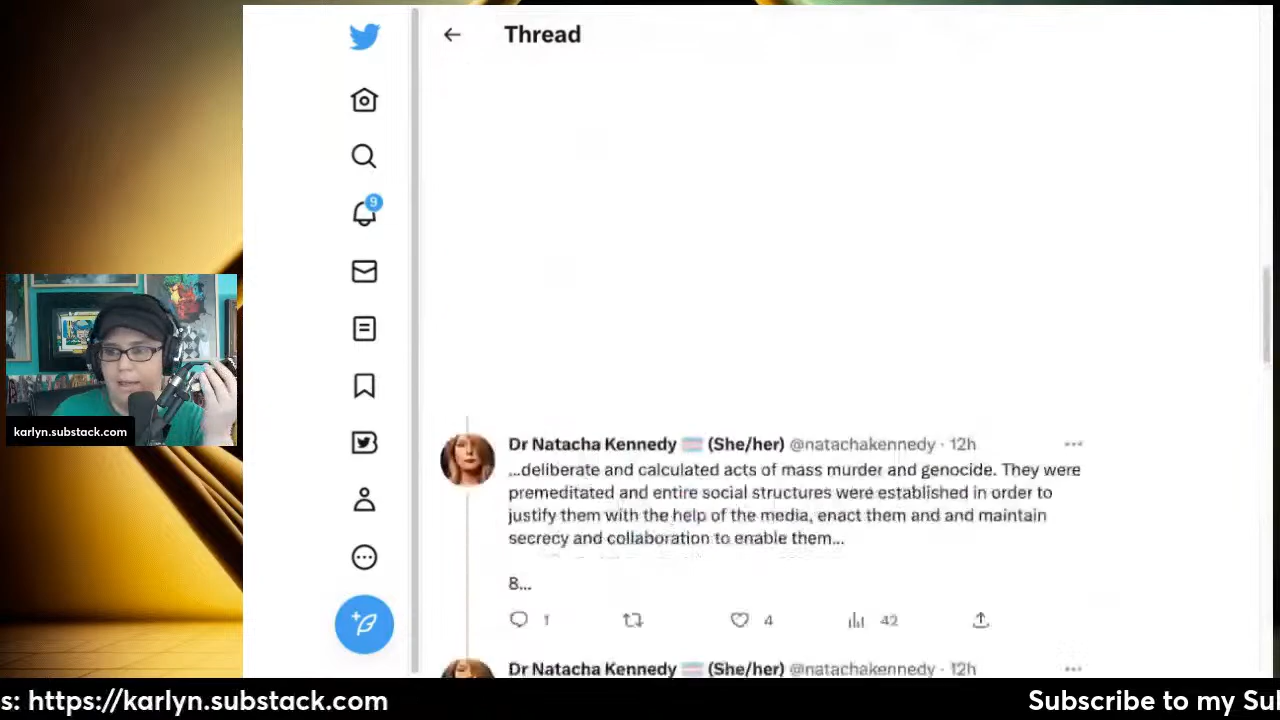 Thread
9
Dr Natacha Kennedy (She/her) @natachakennedy · 12h
...deliberate and calculated acts of mass murder and genocide. They were
premeditated and entire social structures were established in order to
justify them with the help of the media, enact them and and maintain
secrecy and collaboration to enable them...
8...
1
4
42
Dr Natacha Kennedy (She/her) @natachakennedy · 12h
karlyn.substack.com
s: https://karlyn.substack.com
Subscribe to my Su